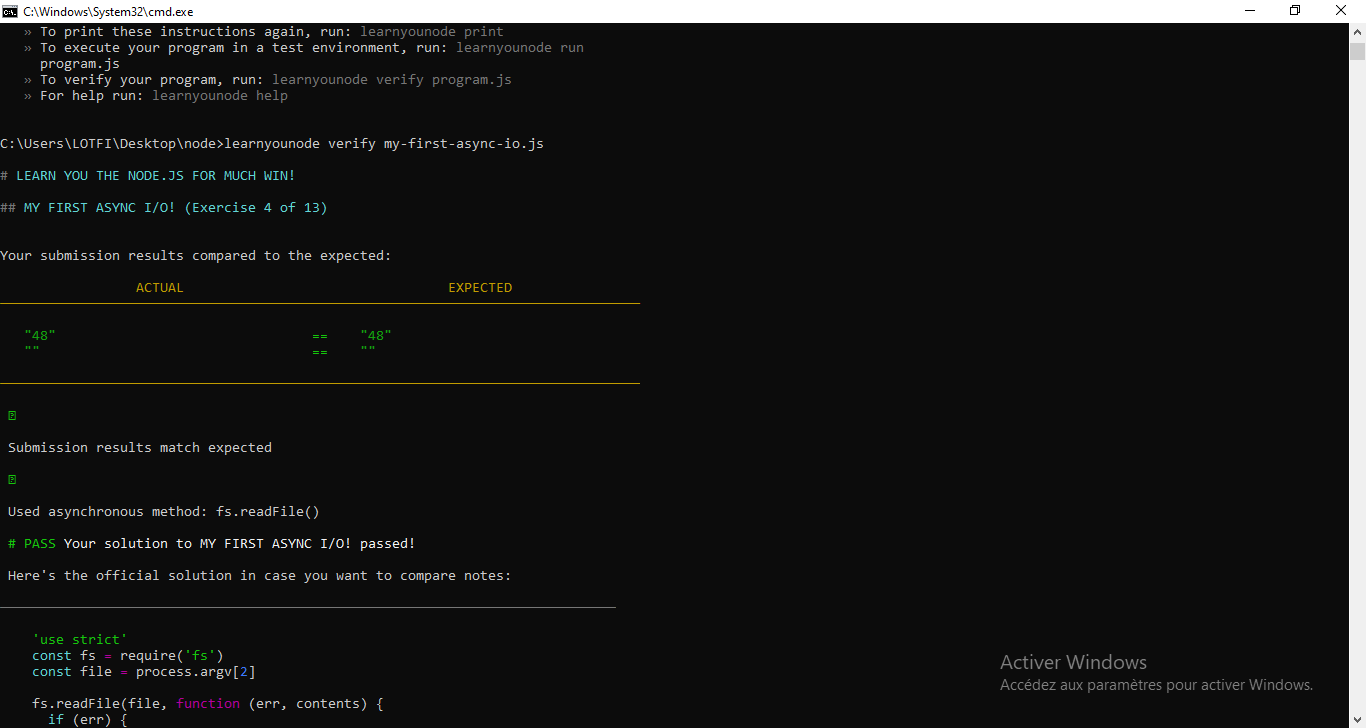 C:\Windows\System32\cmd.exe
» To print these instructions again, run: learnyounode print
» To execute your program in a test environment, run: learnyounode run
program.js
» To verify your program, run: learnyounode verify program.js
» For help run: learnyounode help
C:\Users\LOTFI\Desktop\node>learnyounode verify my-first-async-io.js
# LEARN YOU THE NODE.JS FOR MUCH WIN!
## MY FIRST ASYNC I/O! (Exercise 4 of 13)
Your submission results compared to the expected:
ACTUAL EXPECTED
"48" == "48"
"" == ""
Submission results match expected
Used asynchronous method: fs.readFile()
# PASS Your solution to MY FIRST ASYNC I/O! passed!
Here's the official solution in case you want to compare notes:
'use strict'
const fs = require('fs')
const file = process.argv[2]
fs.readFile(file, function (err, contents) {
if (err) {
Activer Windows
Accédez aux paramètres pour activer Windows.